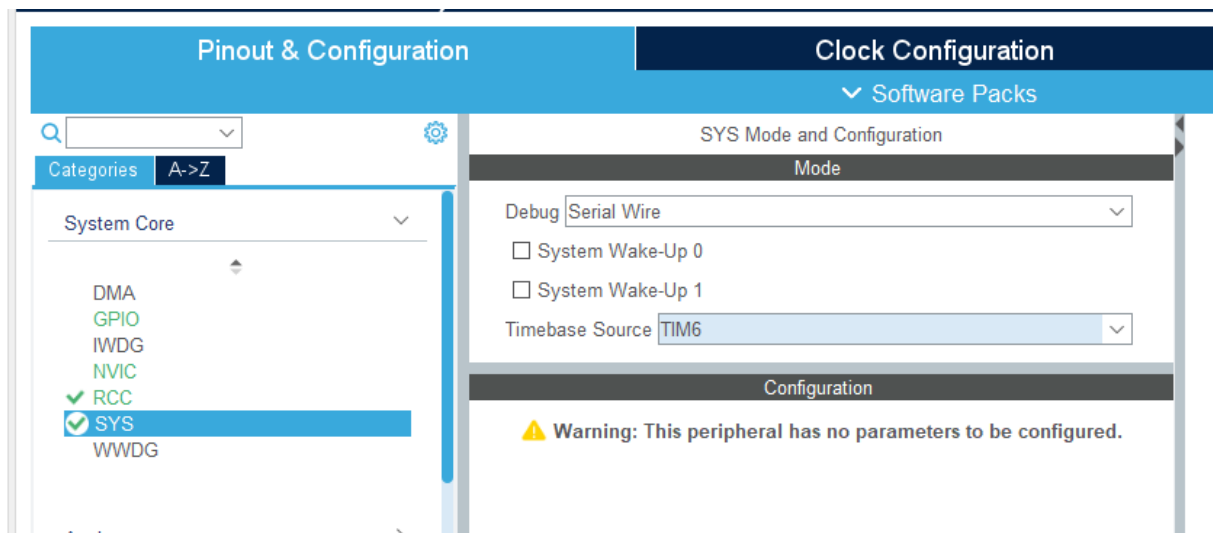 Pinout & Configuration
Clock Configuration
Software Packs
Categories
A->Z
System Core
DMA
GPIO
IWDG
NVIC
RCC
SYS
WWDG
SYS Mode and Configuration
Mode
Debug Serial Wire
System Wake-Up 0
System Wake-Up 1
Timebase Source TIM6
Configuration
Warning: This peripheral has no parameters to be configured.